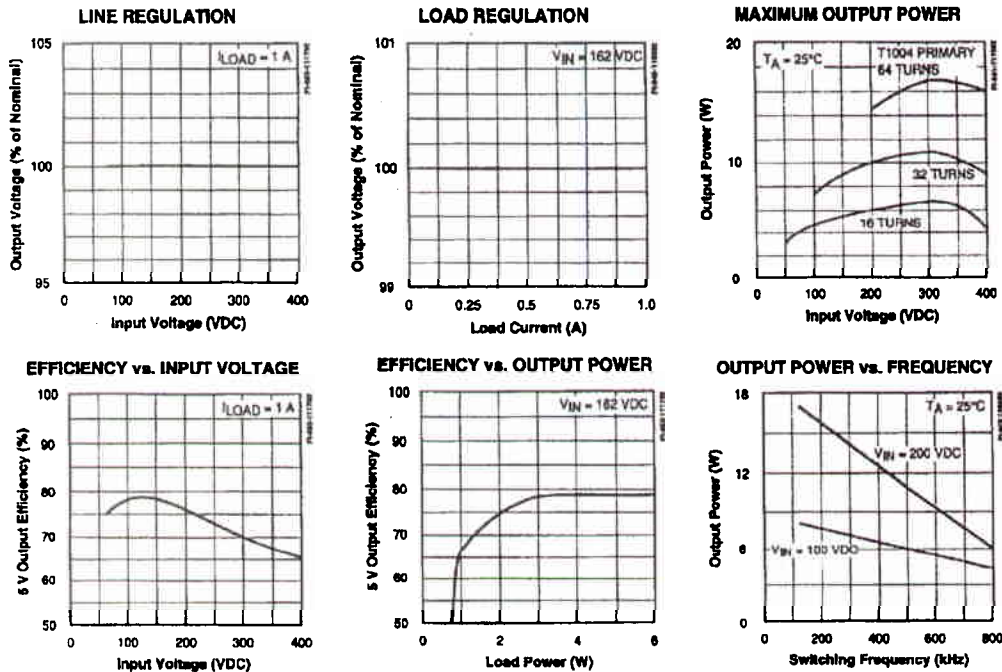 LINE REGULATION
105
100
95
Output Voltage (% of Nominal)
ILOAD = 1 A
0 100 200 300 400
Input Voltage (VDC)
LOAD REGULATION
101
100
99
Output Voltage (% of Nominal)
VIN = 162 VDC
0 0.25 0.5 0.75 1.0
Load Current (A)
MAXIMUM OUTPUT POWER
20
10
0
Output Power (W)
TA = 25°C
T1004 PRIMARY
64 TURNS
32 TURNS
16 TURNS
0 100 200 300 400
Input Voltage (VDC)
EFFICIENCY vs. INPUT VOLTAGE
100
90
80
70
60
50
5 V Output Efficiency (%)
ILOAD = 1 A
0 100 200 300 400
Input Voltage (VDC)
EFFICIENCY vs. OUTPUT POWER
100
90
80
70
60
50
5 V Output Efficiency (%)
VIN = 162 VDC
0 2 4 6
Load Power (W)
OUTPUT POWER vs. FREQUENCY
18
12
6
0
Output Power (W)
TA = 25°C
VIN = 200 VDC
VIN = 100 VDC
0 200 400 600 800
Switching Frequency (kHz)